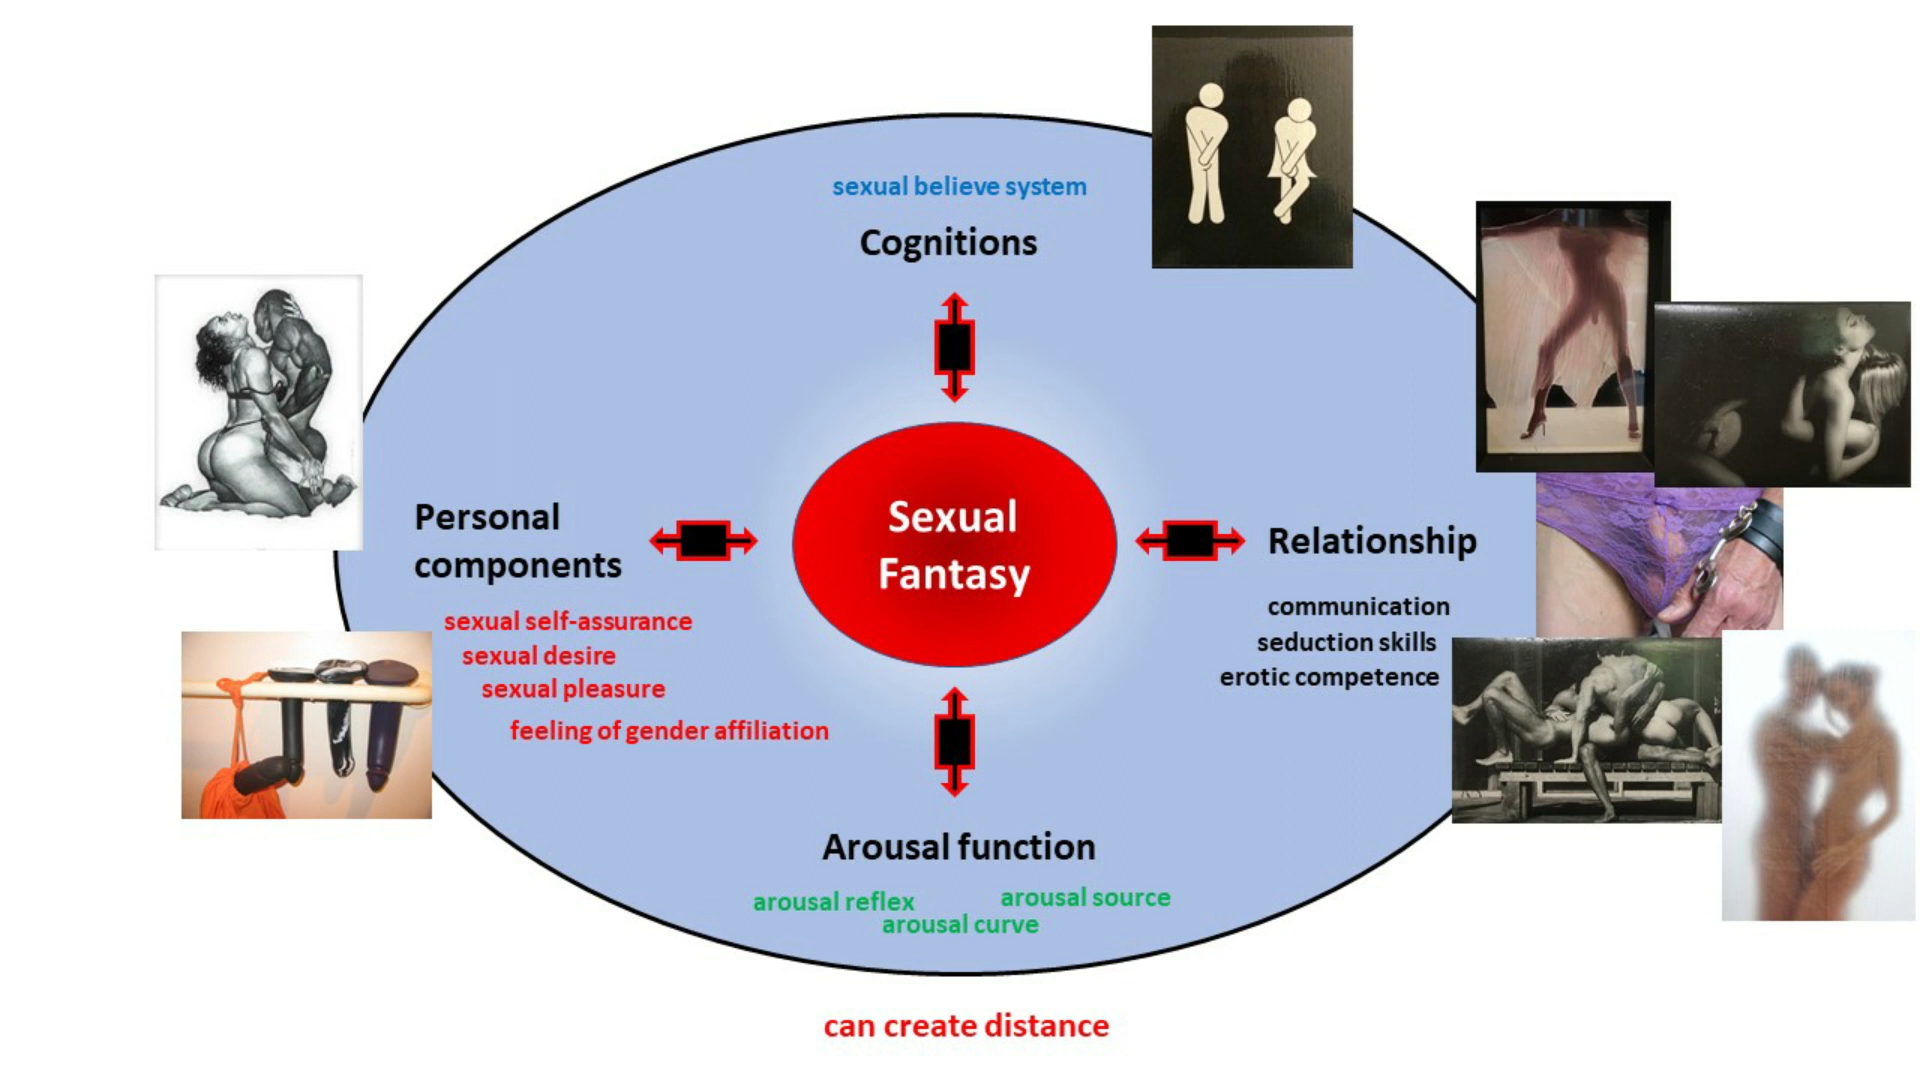 sexual believe system
Cognitions
Sexual
Fantasy
Personal
components
sexual self-assurance
sexual desire
sexual pleasure
feeling of gender affiliation
Relationship
communication
seduction skills
erotic competence
Arousal function
arousal reflex
arousal source
arousal curve
can create distance